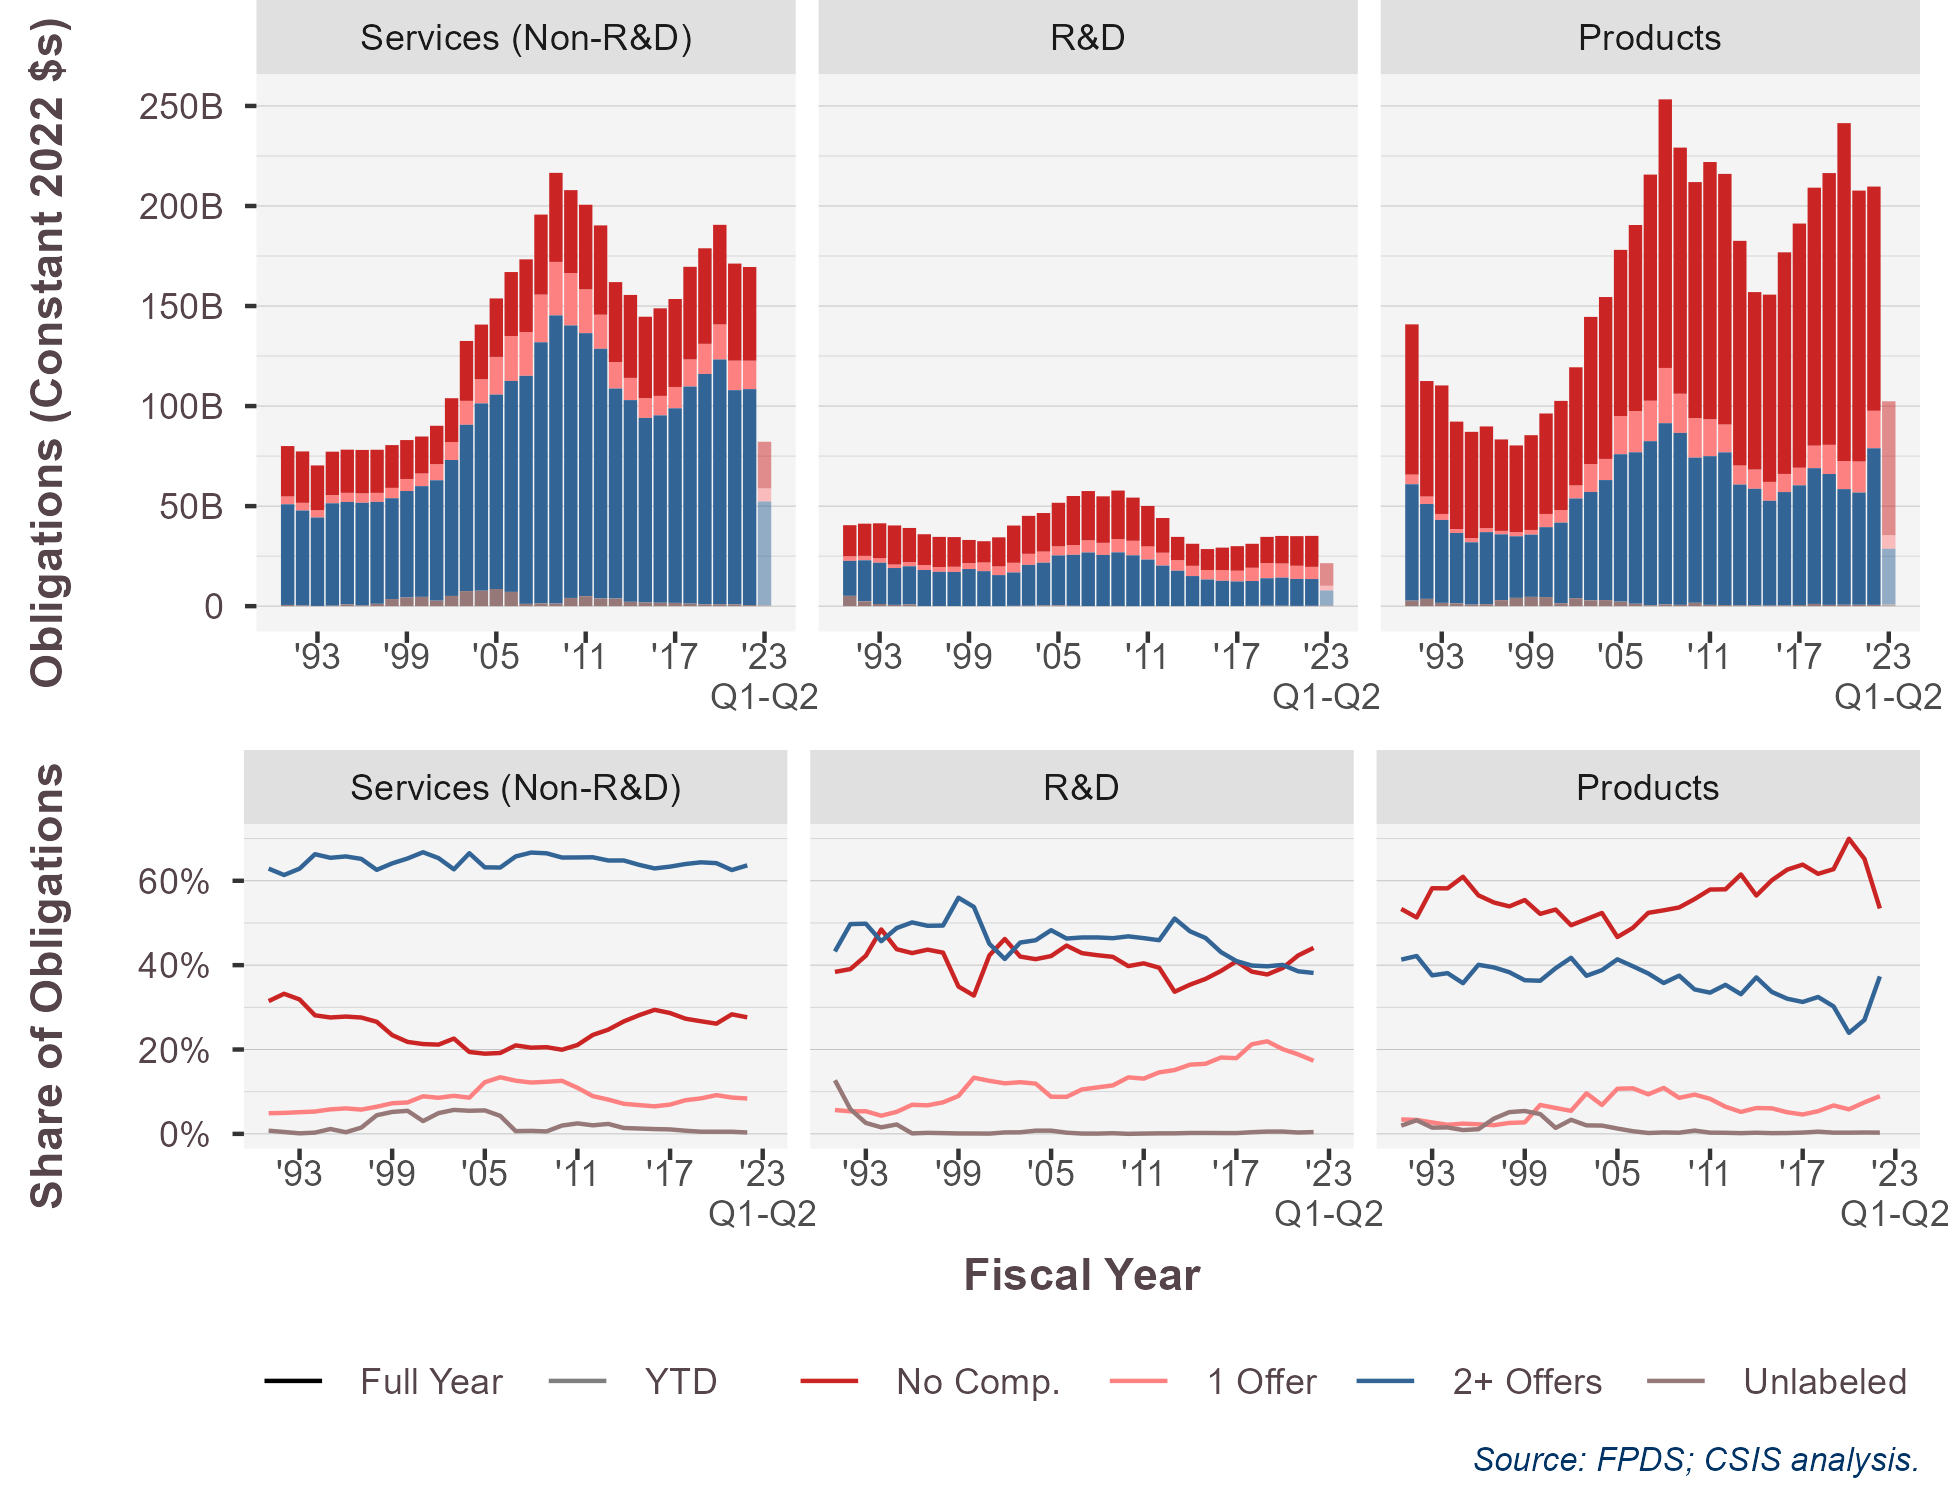 Obligations (Constant 2022 $s)
Services (Non-R&D)
R&D
Products
250B
200B
150B
100B
50B
0
'93 '99 '05 '11 '17 '23
Q1-Q2
'93 '99 '05 '11 '17 '23
Q1-Q2
'93 '99 '05 '11 '17 '23
Q1-Q2
Share of Obligations
Services (Non-R&D)
R&D
Products
60%
40%
20%
0%
'93 '99 '05 '11 '17 '23
Q1-Q2
'93 '99 '05 '11 '17 '23
Q1-Q2
'93 '99 '05 '11 '17 '23
Q1-Q2
Fiscal Year
Full Year YTD No Comp. 1 Offer 2+ Offers Unlabeled
Source: FPDS; CSIS analysis.